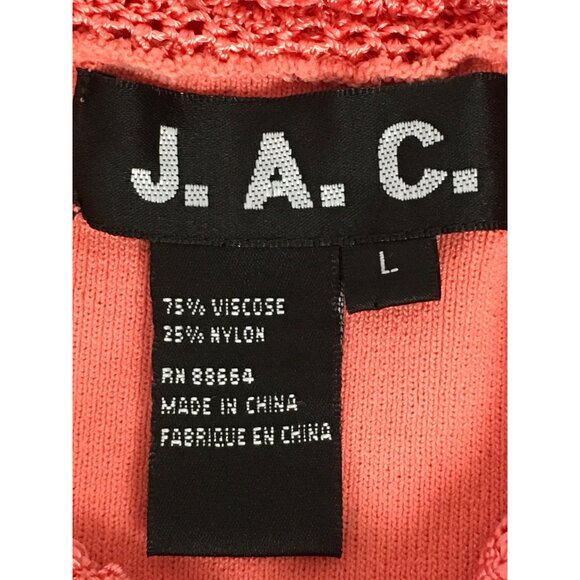 J. A. C.
L
75% VISCOSE
25% NYLON
RN 88664
MADE IN CHINA
FABRIQUE EN CHINA